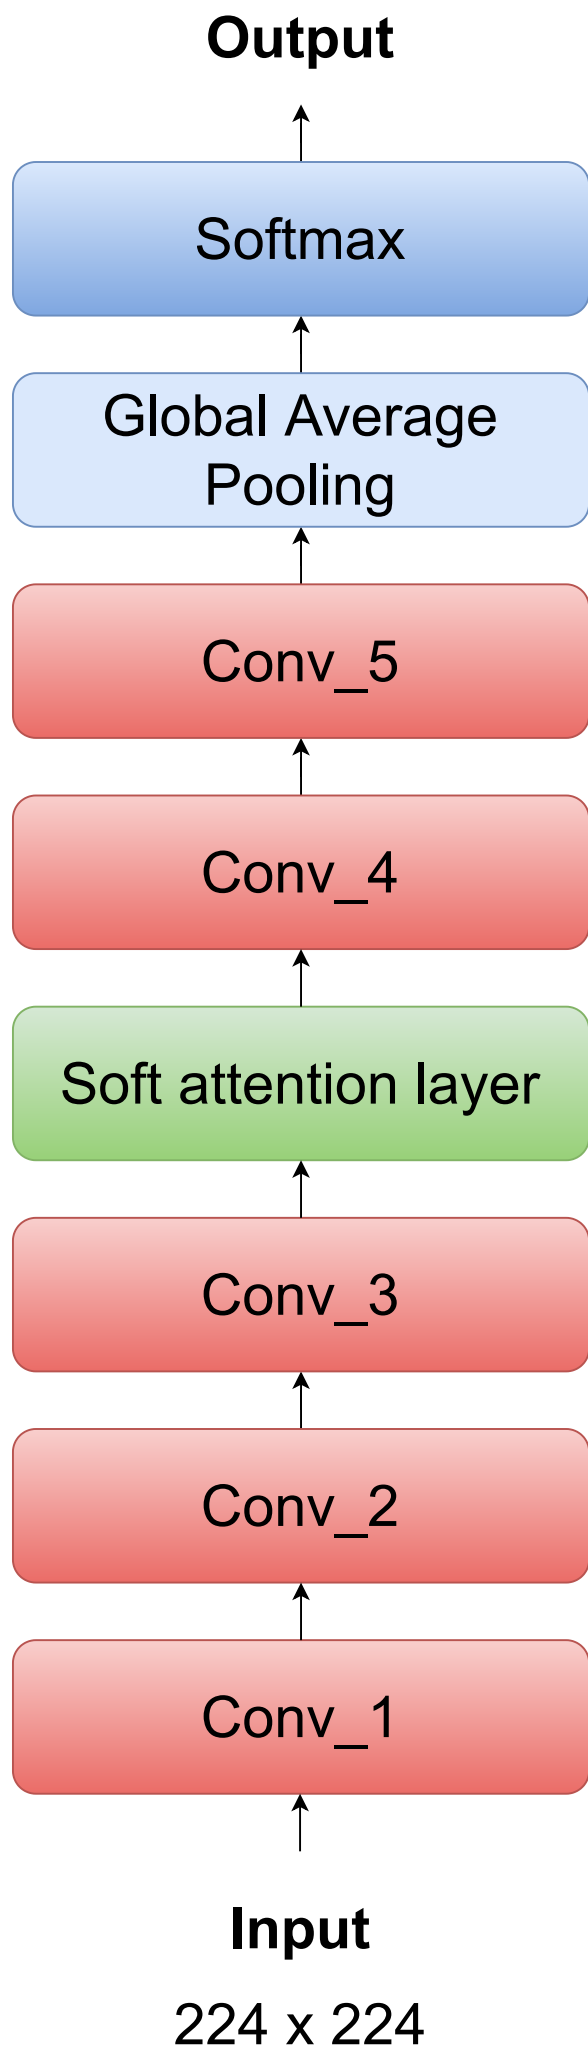 Output
Softmax
Global Average
Pooling
Conv_5
Conv_4
Soft attention layer
Conv_3
Conv_2
Conv_1
Input
224 x 224